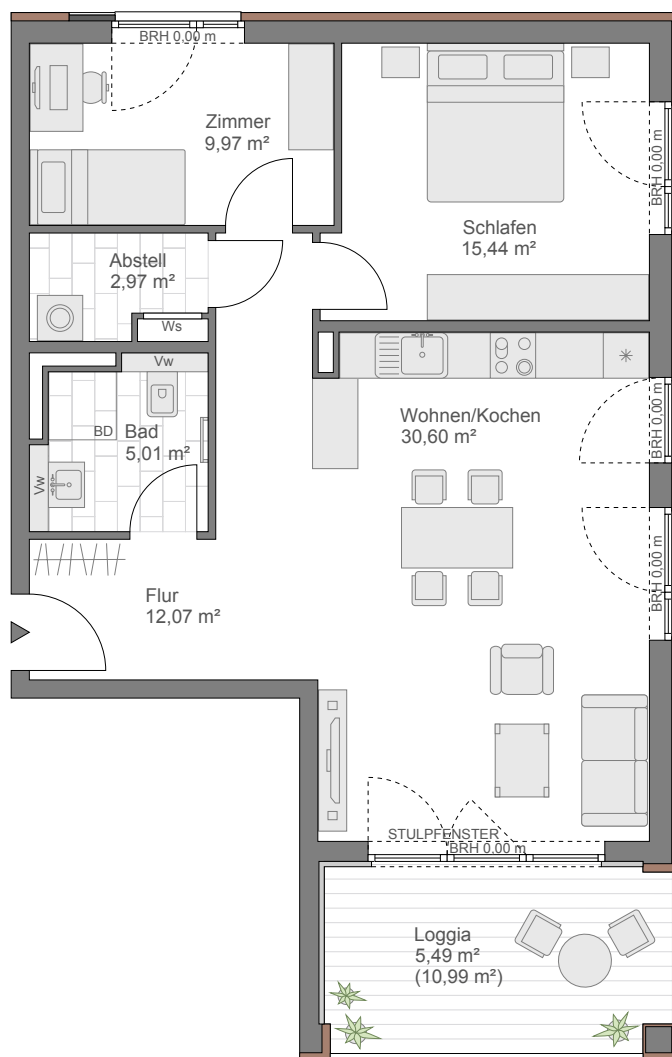 BRH 0,00 m
Zimmer
9,97 m²
BRH 0,00 m
Schlafen
15,44 m²
Abstell
2,97 m²
Ws
Vw
BD
Bad
5,01 m²
Vw
Wohnen/Kochen
30,60 m²
BRH 0,00 m
BRH 0,00 m
Flur
12,07 m²
STULPFENSTER
BRH 0,00 m
Loggia
5,49 m²
(10,99 m²)